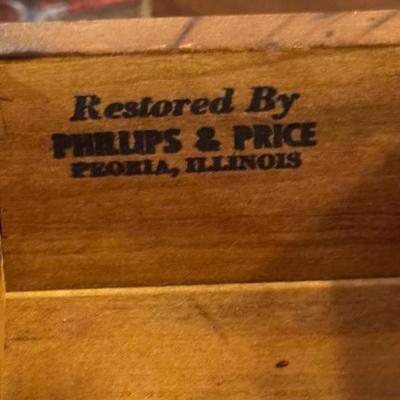 Restored By
PHILLIPS & PRICE
PEORIA, ILLINOIS